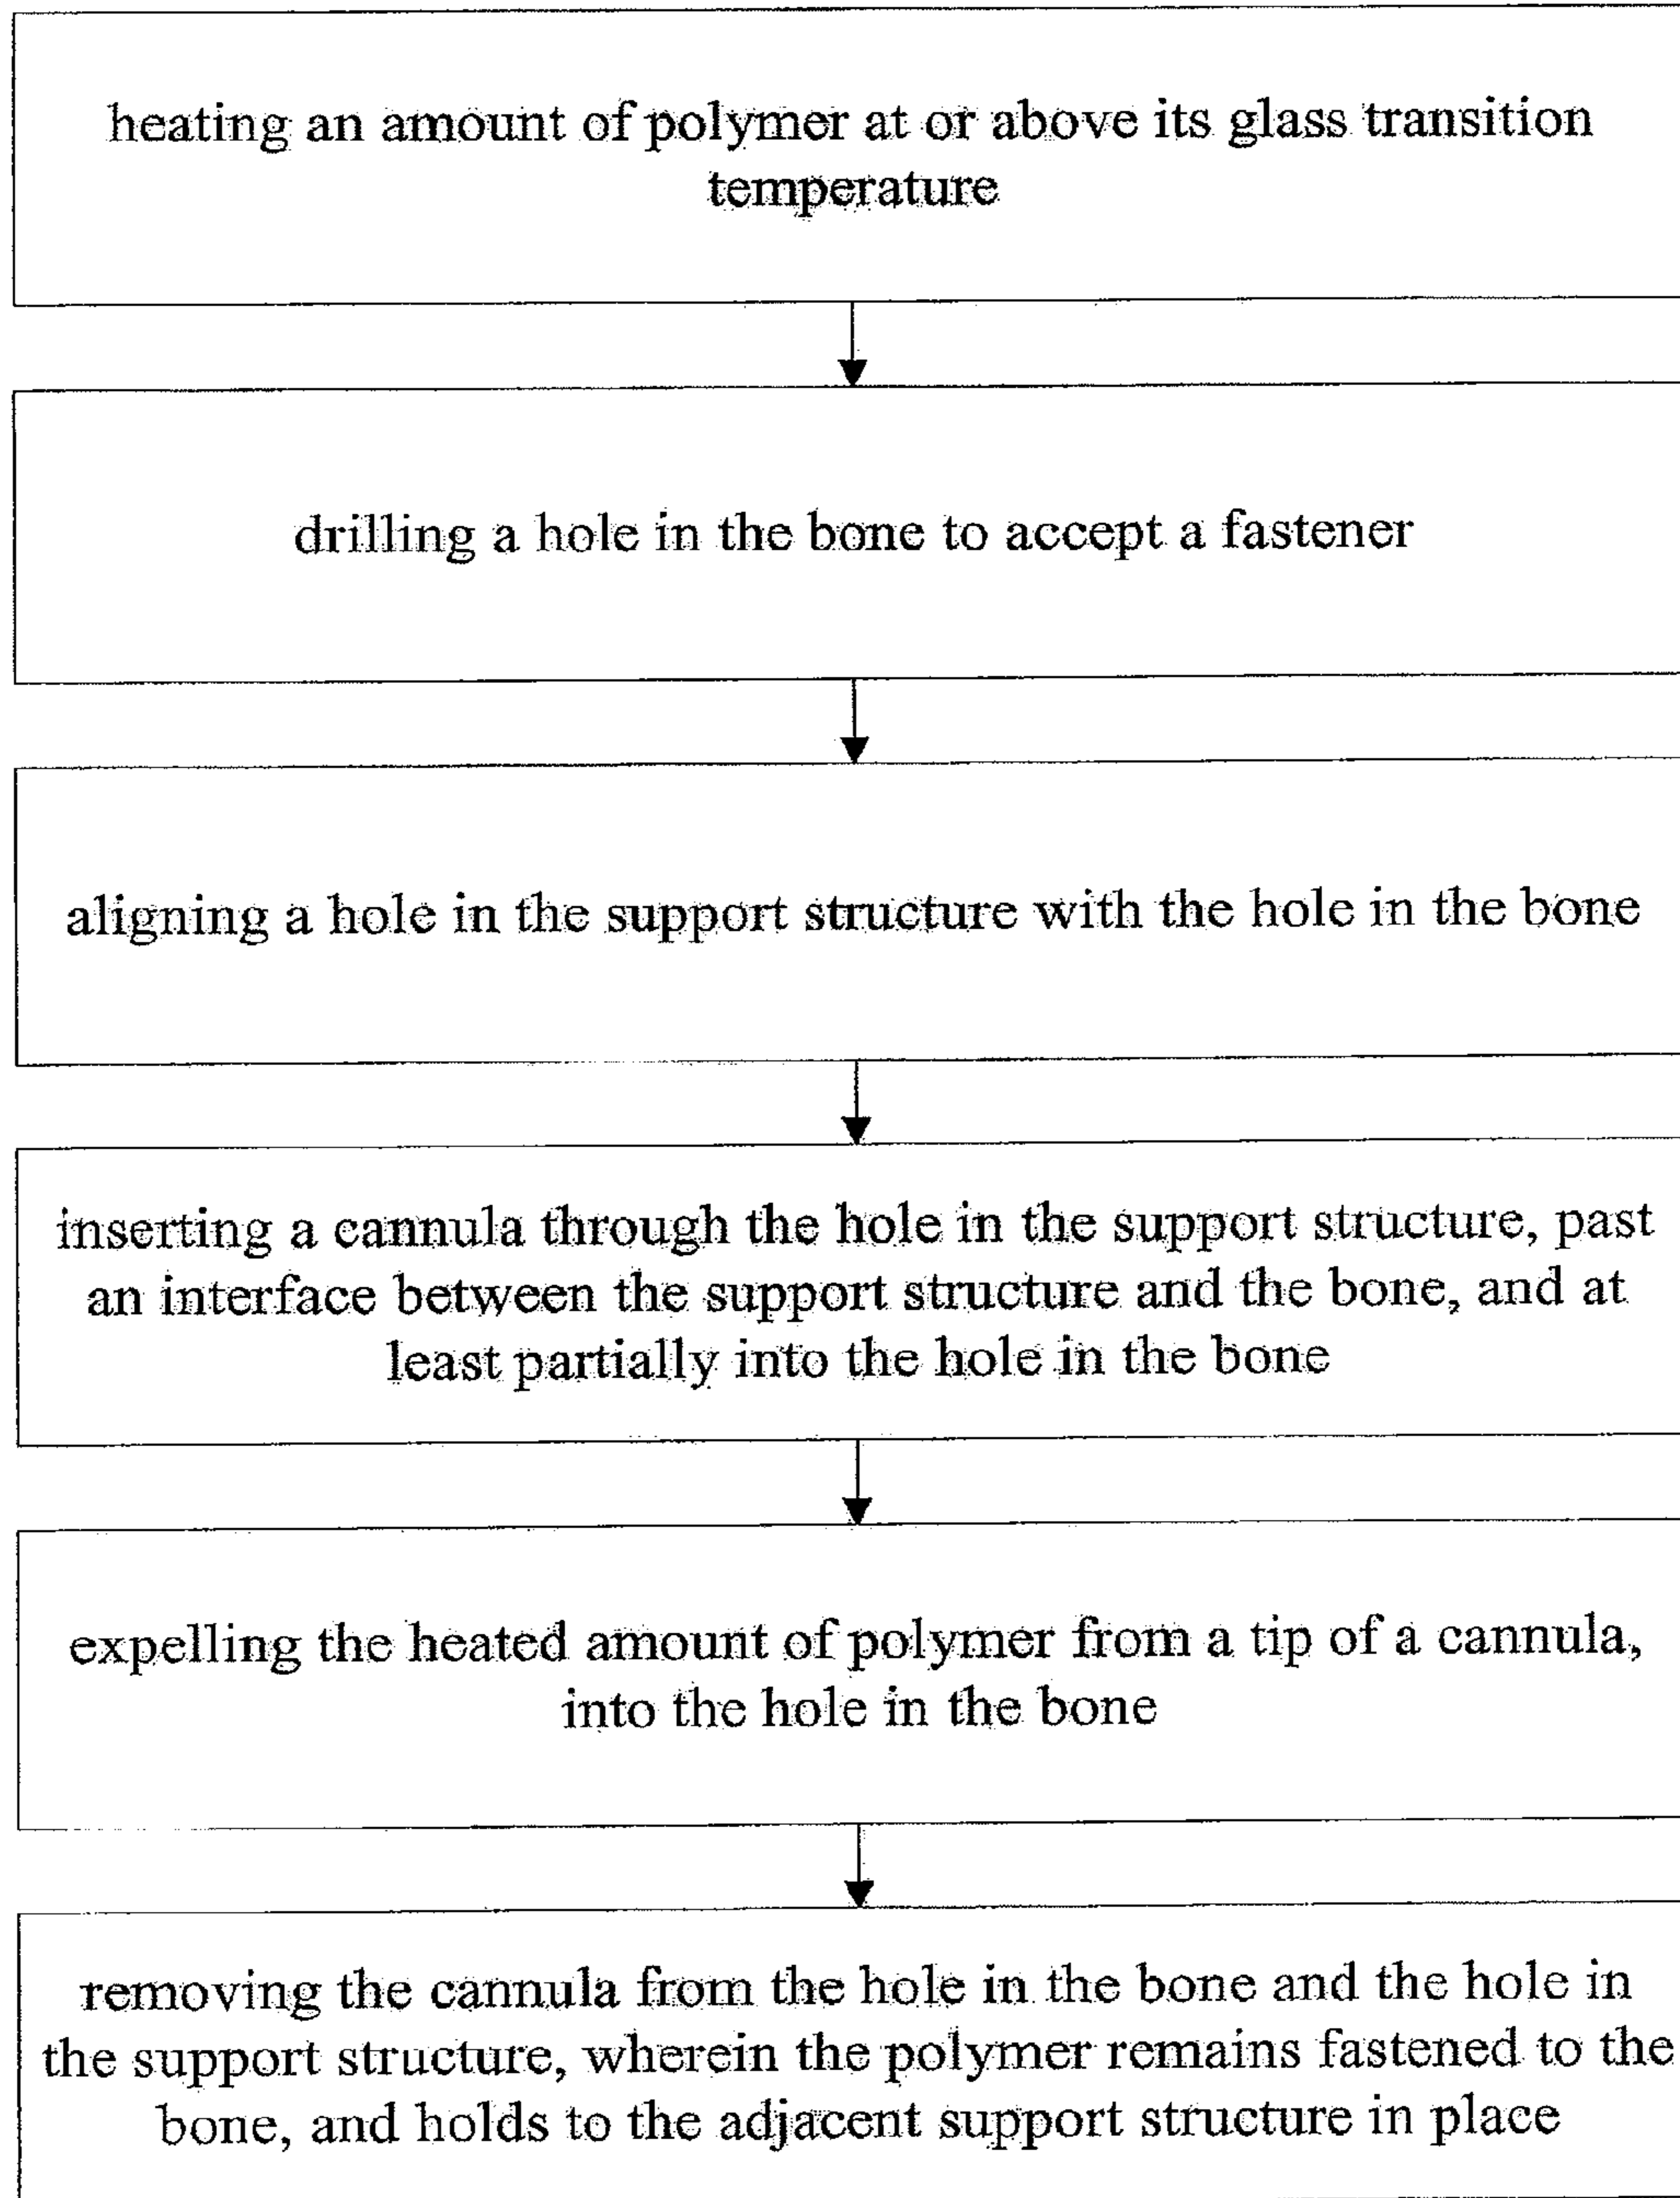 heating an amount of polymer at or above its glass transition
temperature
drilling a hole in the bone to accept a fastener
aligning a hole in the support structure with the hole in the bone
inserting a cannula through the hole in the support structure, past
an interface between the support structure and the bone, and at
least partially into the hole in the bone
expelling the heated amount of polymer from a tip of a cannula,
into the hole in the bone
removing the cannula from the hole in the bone and the hole in
the support structure, wherein the polymer remains fastened to the
bone, and holds to the adjacent support structure in place